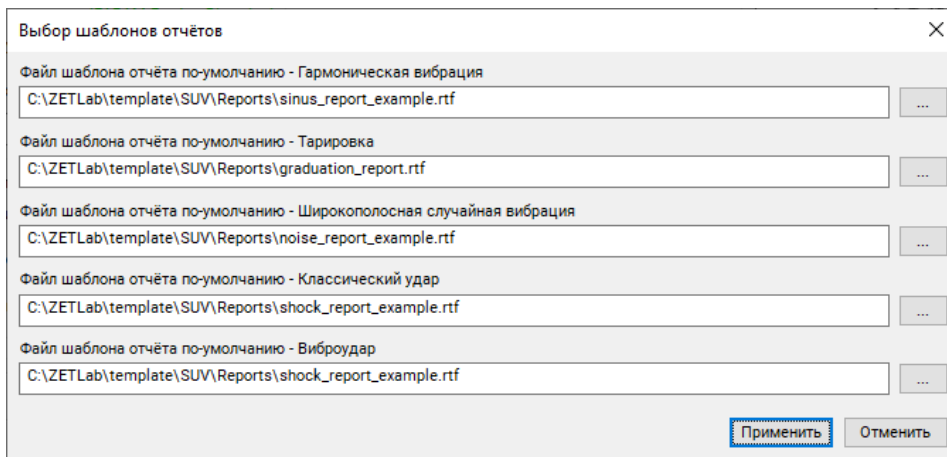 Выбор шаблонов отчётов
Файл шаблона отчёта по-умолчанию - Гармоническая вибрация
C:\ZETLab\template\SUV\Reports\sinus_report_example.rtf
...
Файл шаблона отчёта по-умолчанию - Тарировка
C:\ZETLab\template\SUV\Reports\graduation_report.rtf
...
Файл шаблона отчёта по-умолчанию - Широкополосная случайная вибрация
C:\ZETLab\template\SUV\Reports\noise_report_example.rtf
...
Файл шаблона отчёта по-умолчанию - Классический удар
C:\ZETLab\template\SUV\Reports\shock_report_example.rtf
...
Файл шаблона отчёта по-умолчанию - Виброудар
C:\ZETLab\template\SUV\Reports\shock_report_example.rtf
...
Применить Отменить